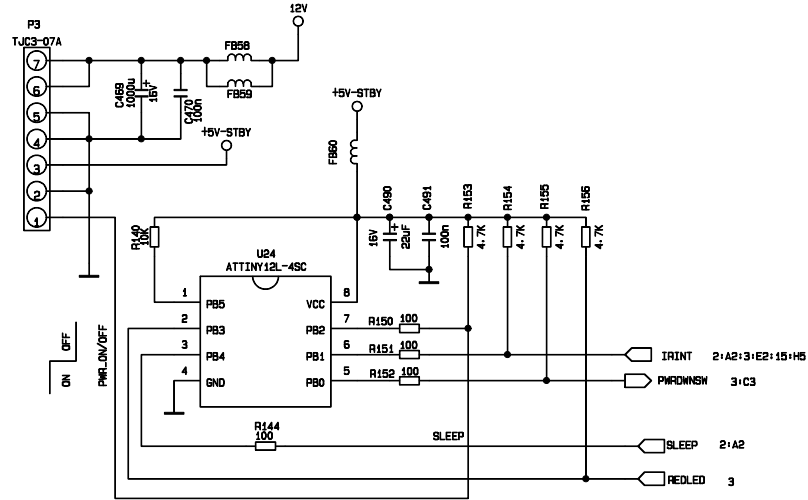 P3
TJC3-07A
7
6
5
4
3
2
1
C469
1000u
16V
C470
100n
FB58
FB59
12V
+5V-STBY
+5V-STBY
FB60
R140
10K
C490
16V
22uF
C491
100n
R153
4.7K
R154
4.7K
R155
4.7K
R156
4.7K
U24
ATTINY12L-4SC
1 PB5 VCC 8
2 PB3 PB2 7 R150 100
3 PB4 PB1 6 R151 100 IRINT 2:A2;3:E2;15:H5
4 GND PB0 5 R152 100 PWRDWNSW 3:C3
OFF
ON
PWR_ON/OFF
R144
100
SLEEP
SLEEP 2:A2
REDLED 3